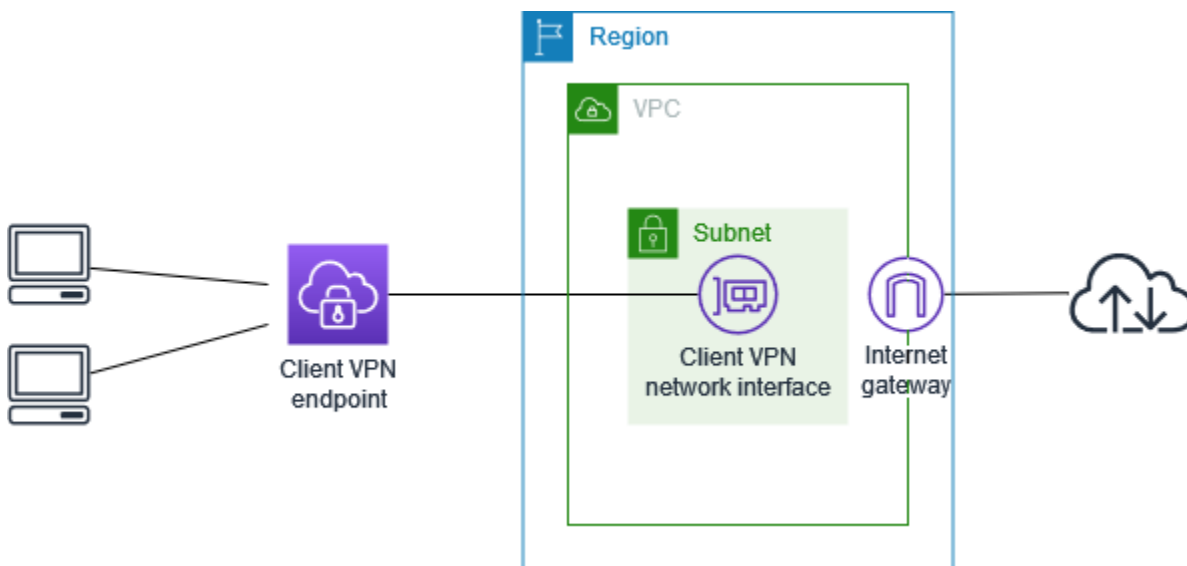 Region
VPC
Subnet
Client VPN
endpoint
Client VPN
network interface
Internet
gateway